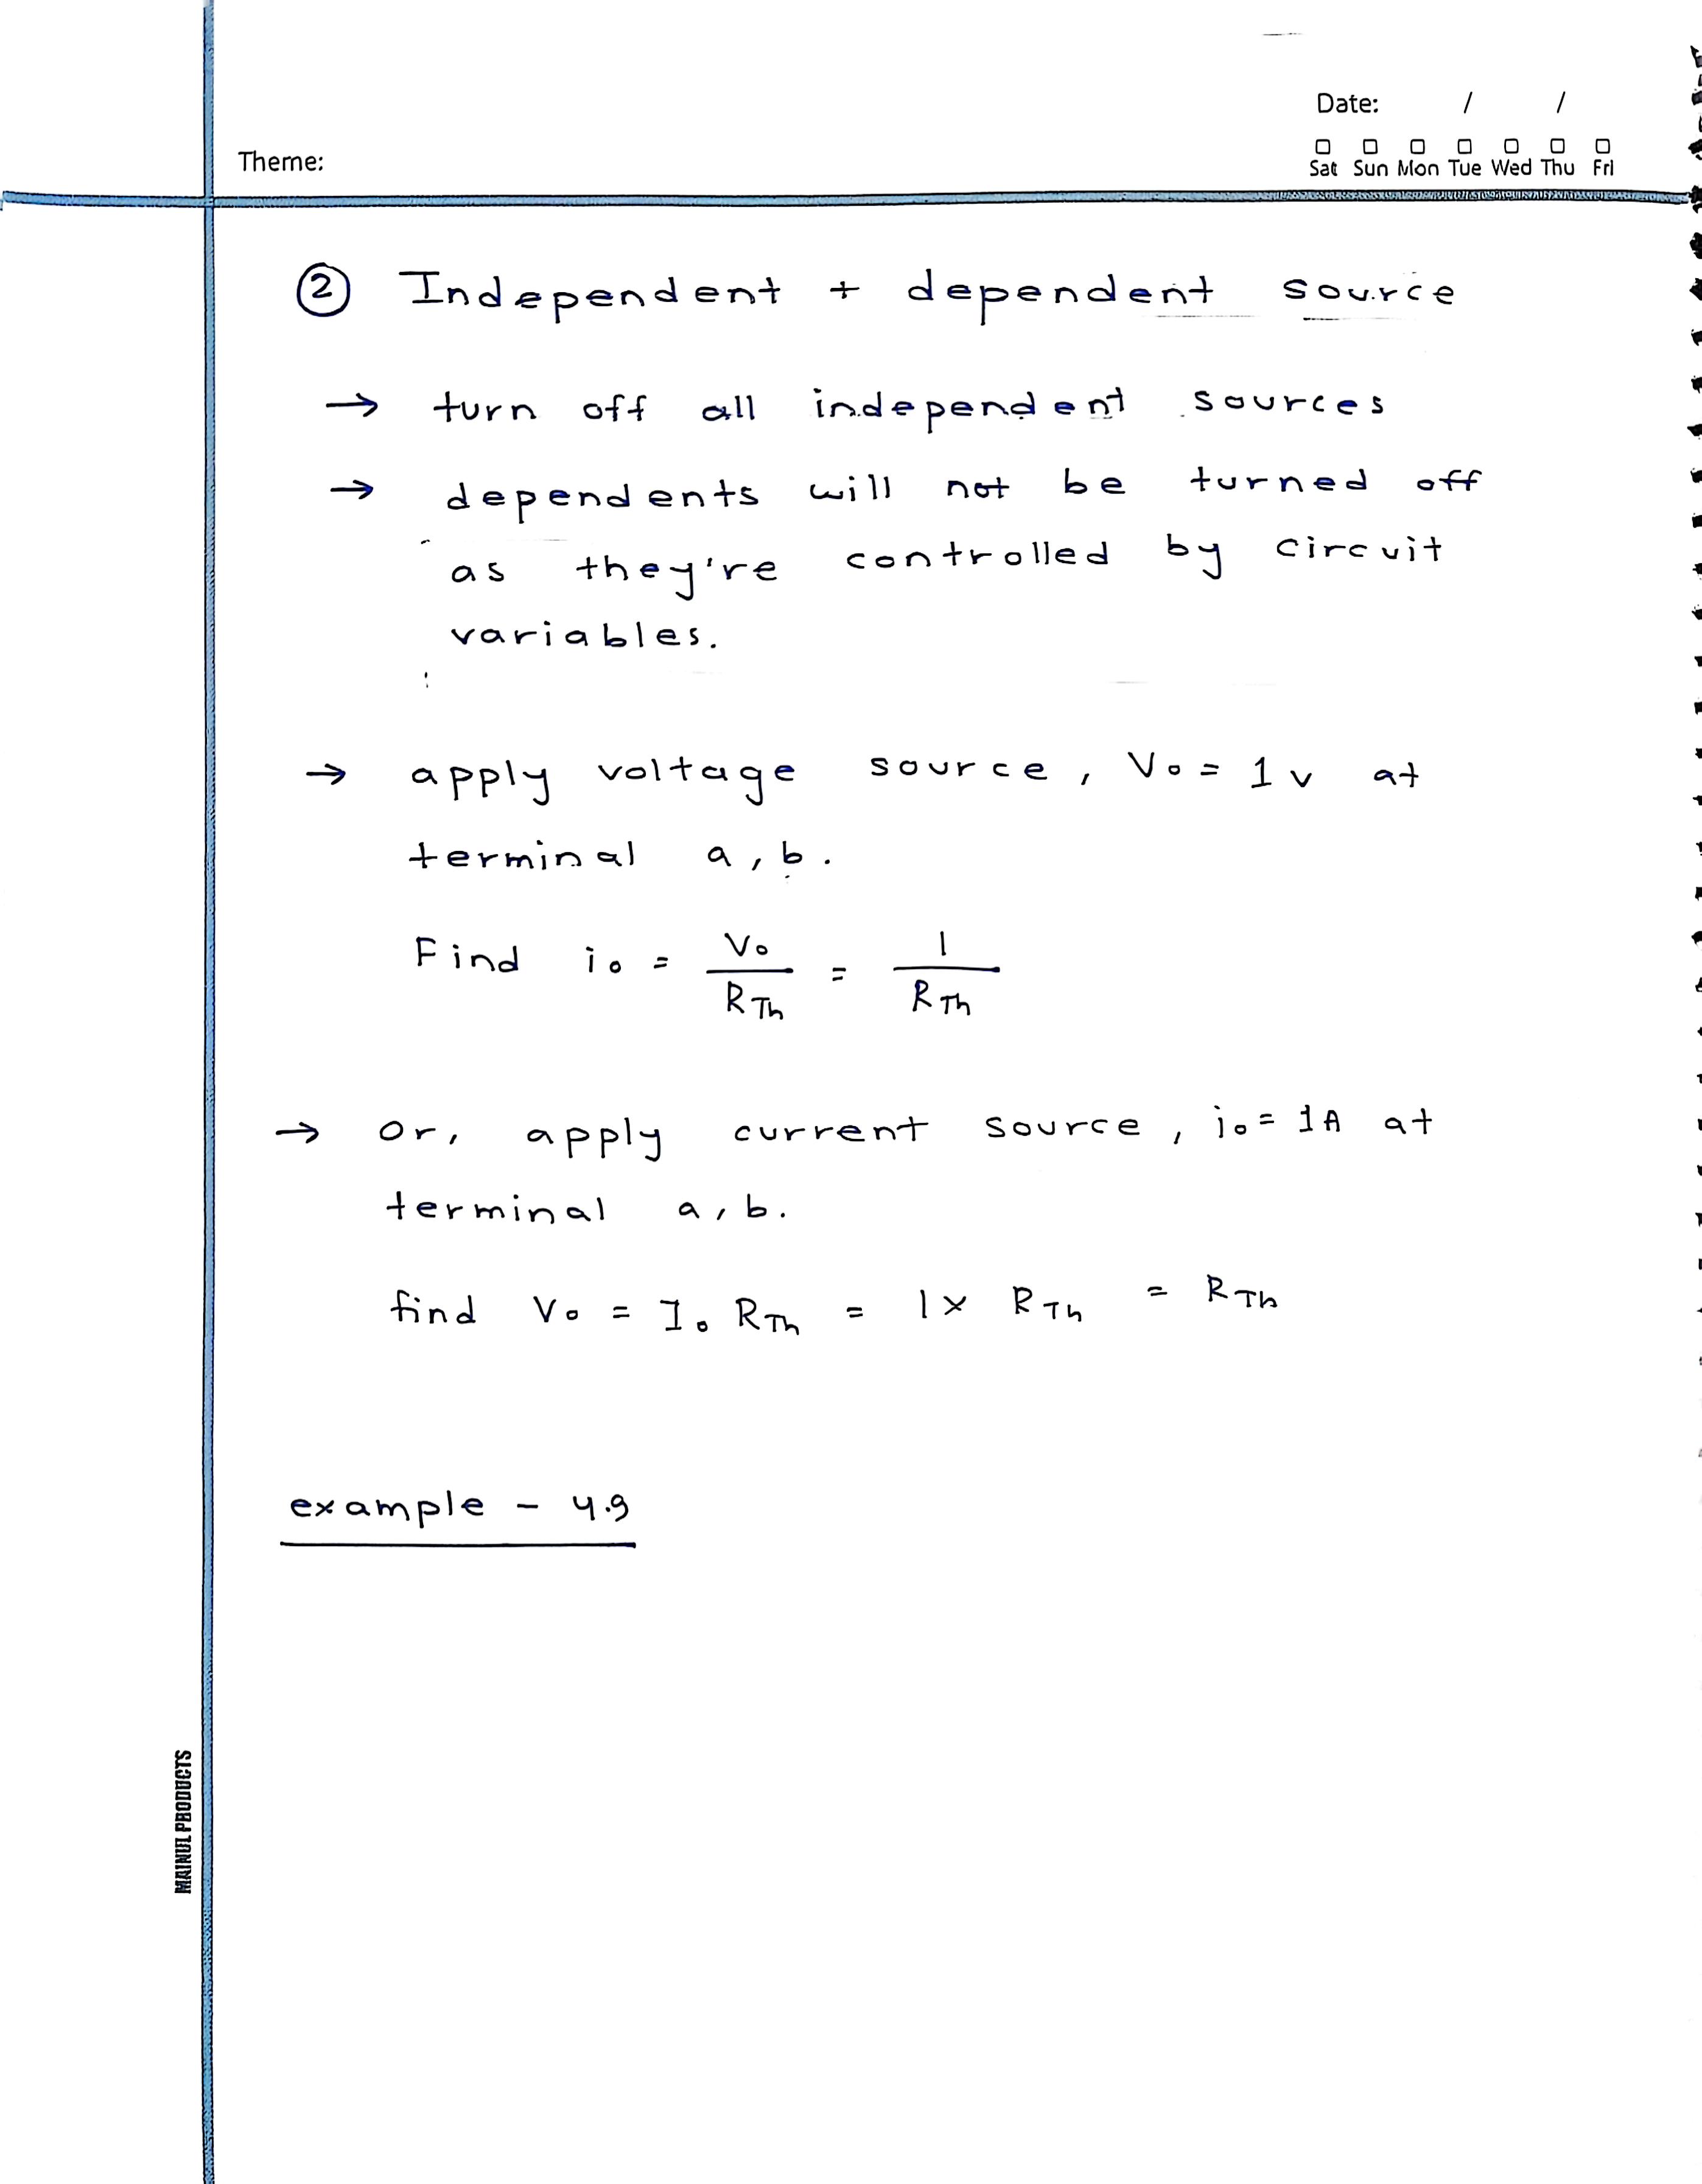 Date: / /
Sat Sun Mon Tue Wed Thu Fri
Theme:
② Independent + dependent source
→ turn off all independent sources
→ dependents will not be turned off
as they're controlled by circuit
variables.
→ apply voltage source, Vo = 1v at
terminal a, b.
Find io = Vo / RTh = 1 / RTh
→ Or, apply current source, io = 1A at
terminal a, b.
find Vo = Io RTh = 1 × RTh = RTh
example - 4.9
MAINUL PRODUCTS